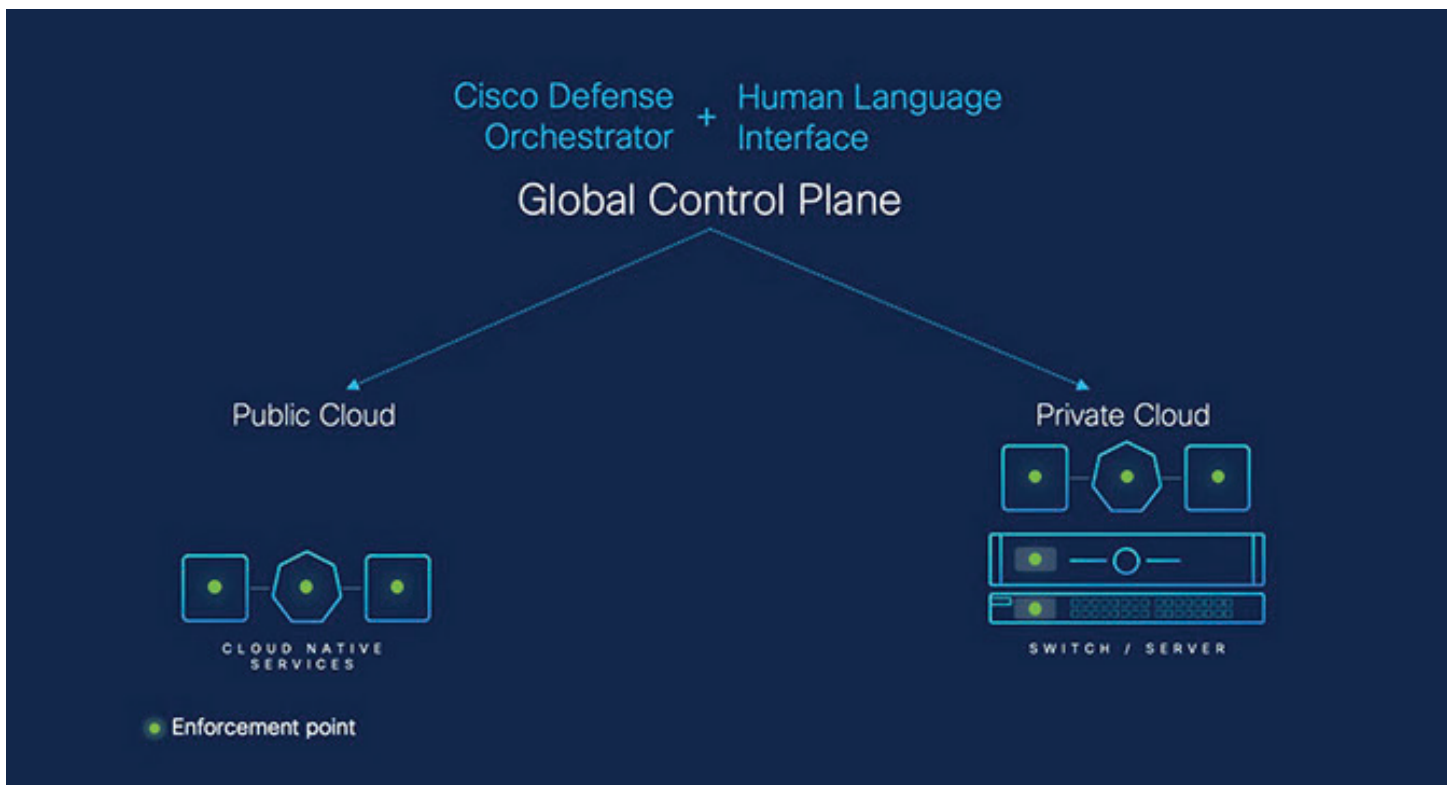 Cisco Defense
Orchestrator
+
Human Language
Interface
Global Control Plane
Public Cloud
Private Cloud
CLOUD NATIVE
SERVICES
SWITCH / SERVER
Enforcement point